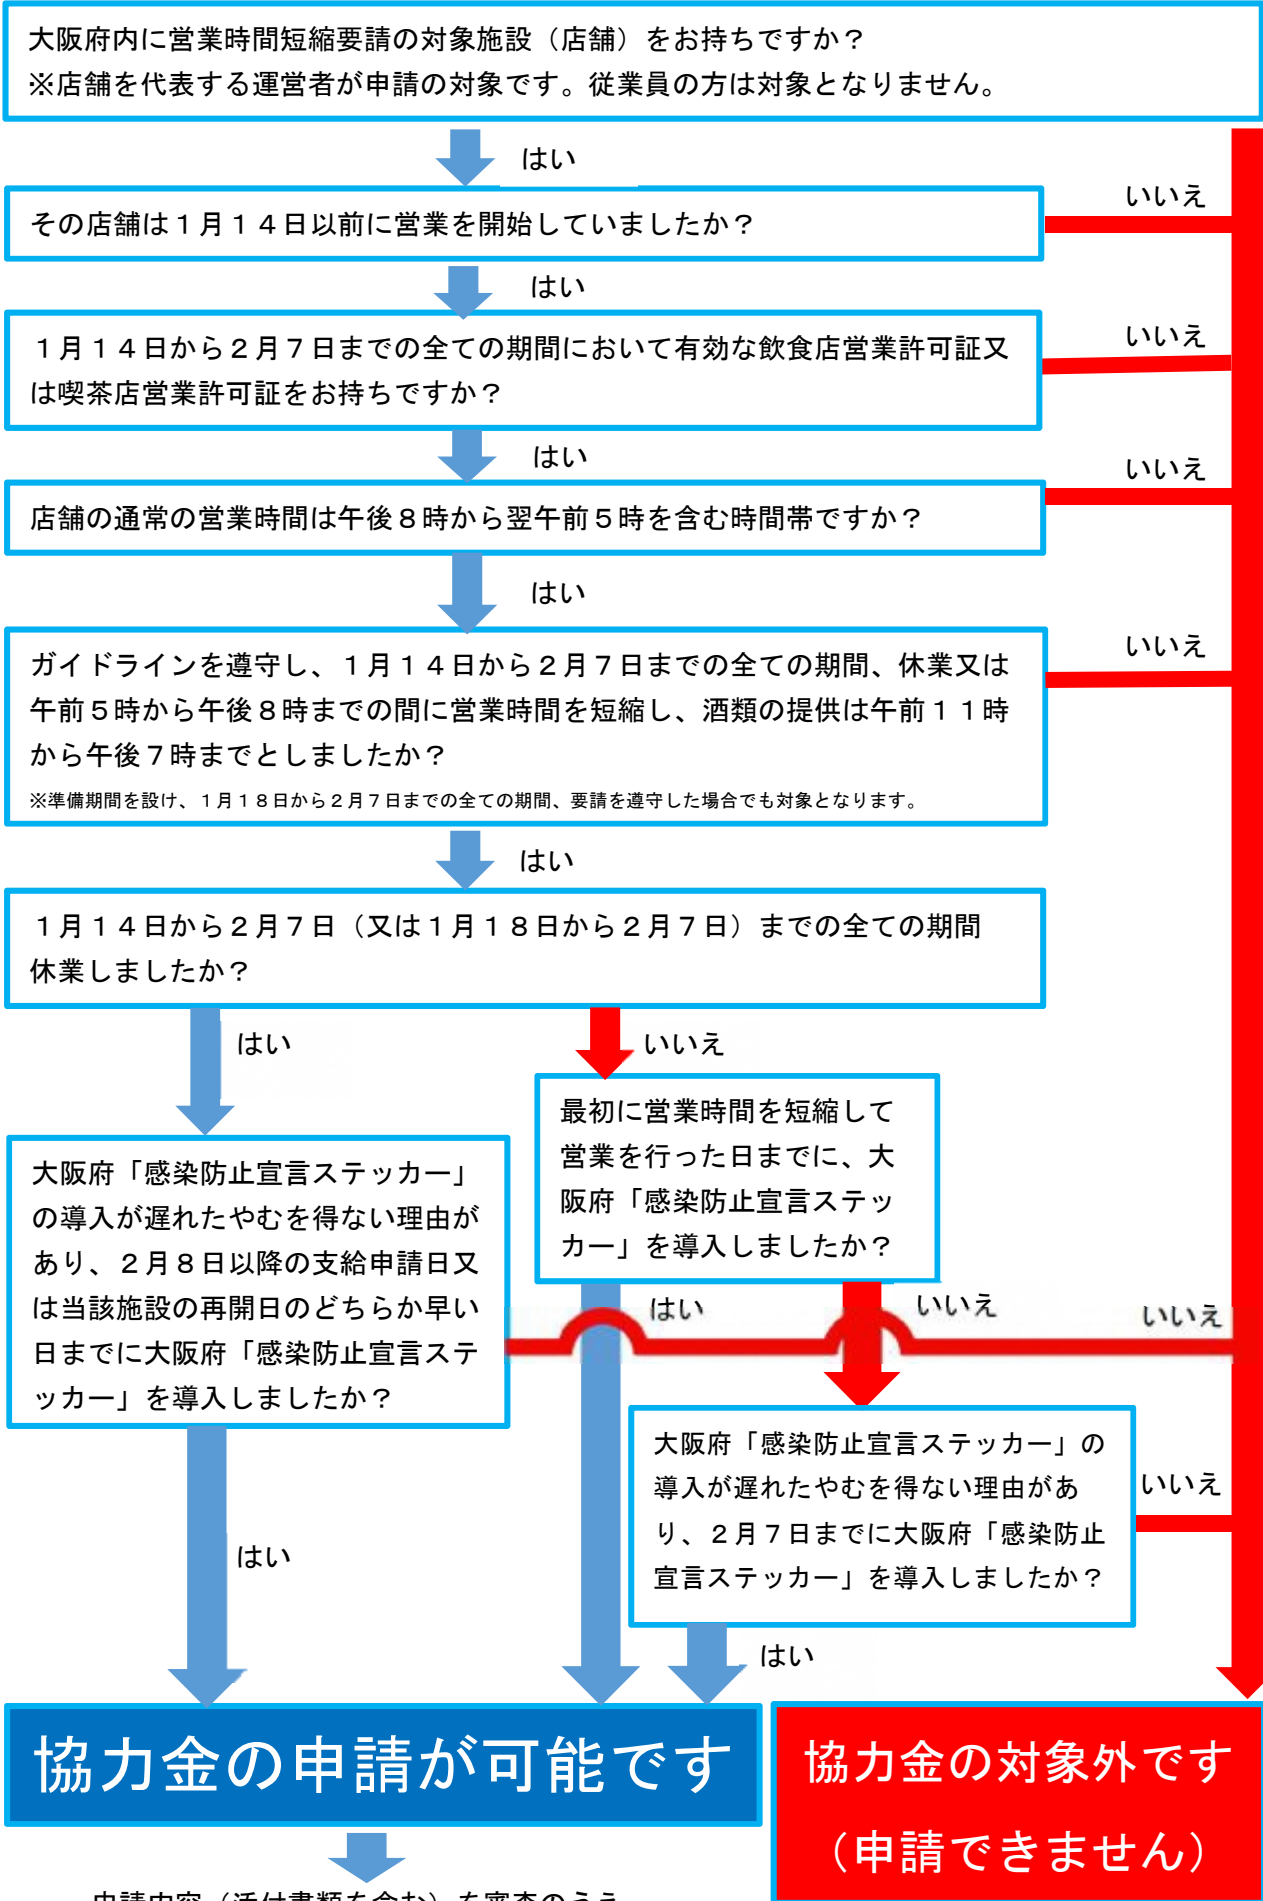 大阪府内に営業時間短縮要請の対象施設（店舗）をお持ちですか？
※店舗を代表する運営者が申請の対象です。従業員の方は対象となりません。
はい
いいえ
その店舗は１月１４日以前に営業を開始していましたか？
はい
いいえ
１月１４日から２月７日までの全ての期間において有効な飲食店営業許可証又
は喫茶店営業許可証をお持ちですか？
はい
いいえ
店舗の通常の営業時間は午後８時から翌午前５時を含む時間帯ですか？
はい
いいえ
ガイドラインを遵守し、１月１４日から２月７日までの全ての期間、休業又は
午前５時から午後８時までの間に営業時間を短縮し、酒類の提供は午前１１時
から午後７時までとしましたか？
※準備期間を設け、１月１８日から２月７日までの全ての期間、要請を遵守した場合でも対象となります。
はい
１月１４日から２月７日（又は１月１８日から２月７日）までの全ての期間
休業しましたか？
はい
いいえ
最初に営業時間を短縮して
営業を行った日までに、大
阪府「感染防止宣言ステッ
カー」を導入しましたか？
大阪府「感染防止宣言ステッカー」
の導入が遅れたやむを得ない理由が
あり、２月８日以降の支給申請日又
は当該施設の再開日のどちらか早い
日までに大阪府「感染防止宣言ステ
ッカー」を導入しましたか？
はい
いいえ
いいえ
大阪府「感染防止宣言ステッカー」の
導入が遅れたやむを得ない理由があ
り、２月７日までに大阪府「感染防止
宣言ステッカー」を導入しましたか？
いいえ
はい
はい
協力金の申請が可能です
協力金の対象外です
（申請できません）
申請内容（添付書類を含む）を審査のうえ